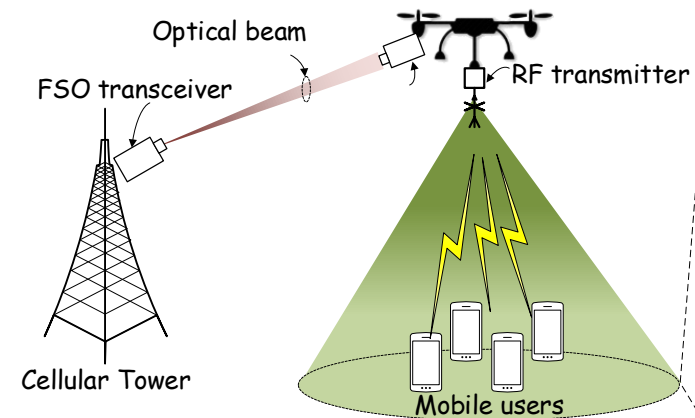 Optical beam
FSO transceiver
RF transmitter
Cellular Tower
Mobile users